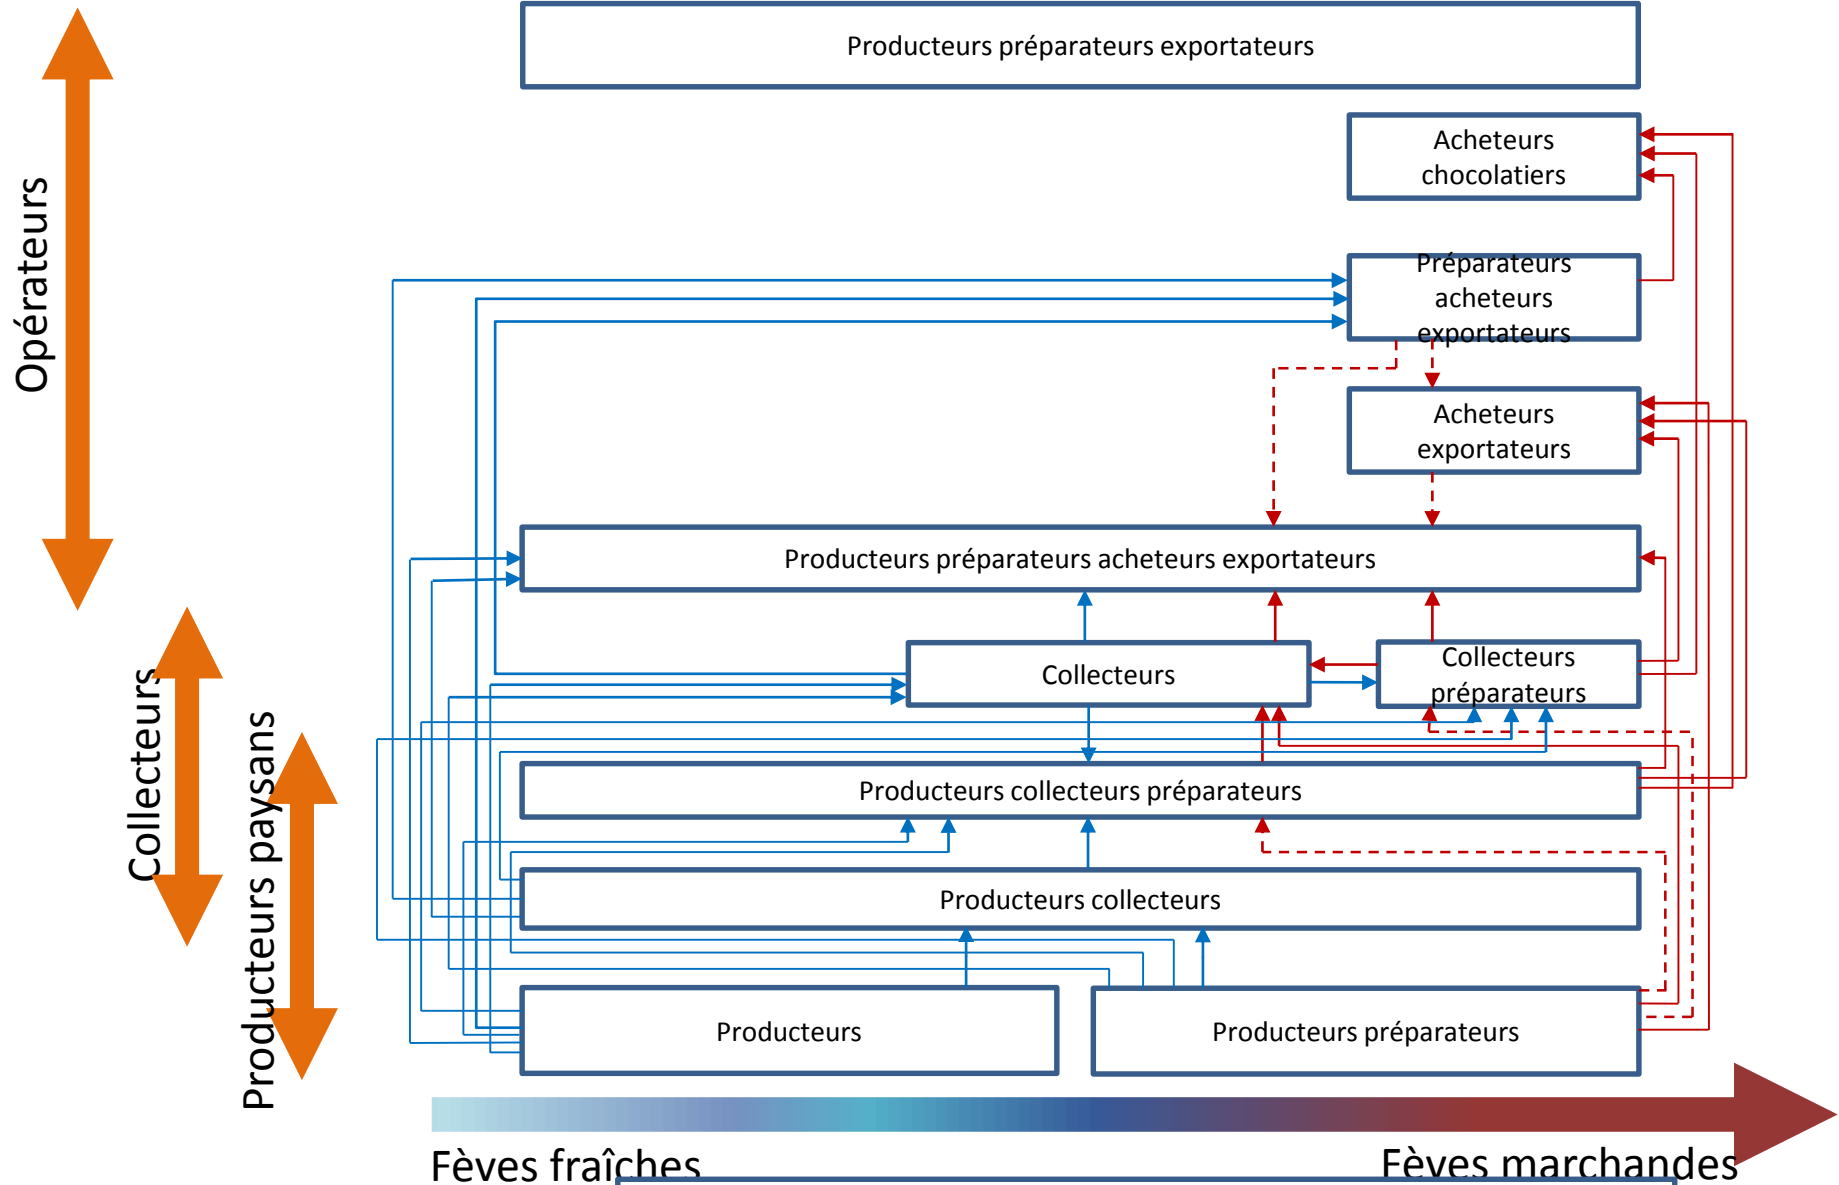 Producteurs préparateurs exportateurs
Acheteurs
chocolatiers
Opérateurs
Préparateurs
acheteurs
exportateurs
Acheteurs
exportateurs
Producteurs préparateurs acheteurs exportateurs
Collecteurs
Collecteurs
préparateurs
Collecteurs
Producteurs paysans
Producteurs collecteurs préparateurs
Producteurs collecteurs
Producteurs
Producteurs préparateurs
Fèves fraîches
Fèves marchandes